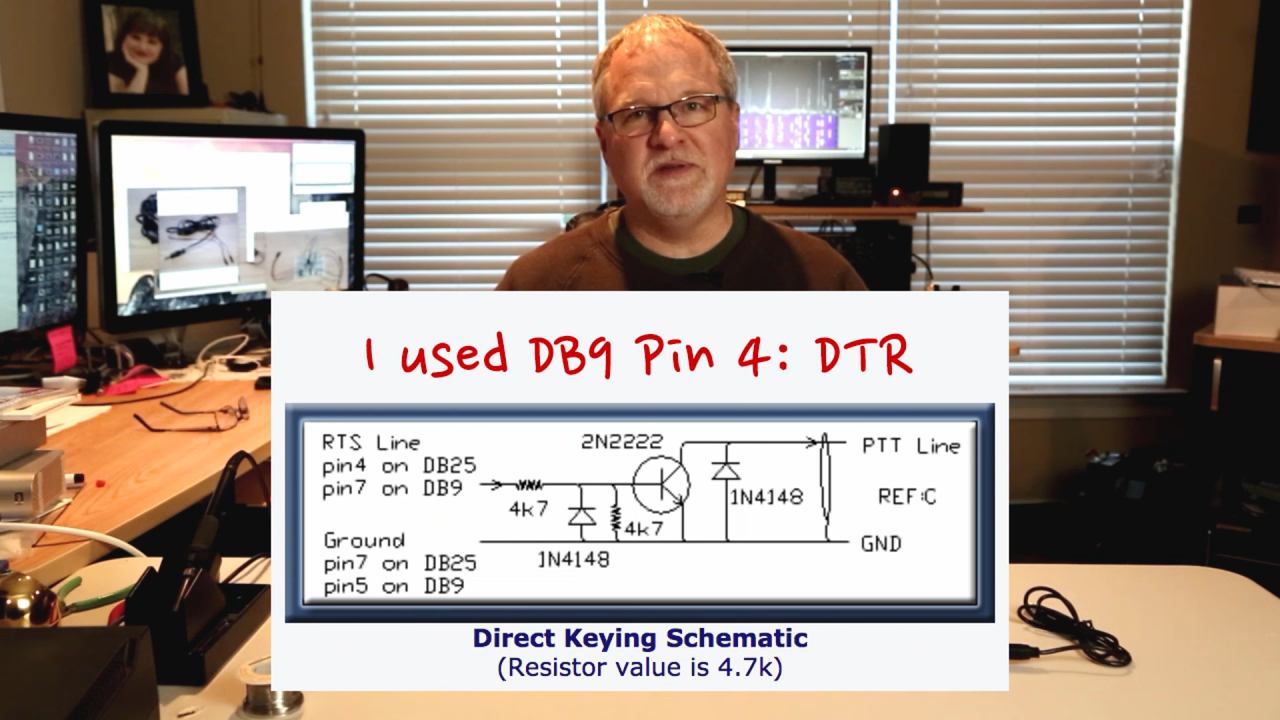 I used DB9 Pin 4: DTR
RTS Line
pin4 on DB25
pin7 on DB9
4k7
2N2222
1N4148
4k7
1N4148
PTT Line
REF:C
GND
Ground
pin7 on DB25
pin5 on DB9
Direct Keying Schematic
(Resistor value is 4.7k)